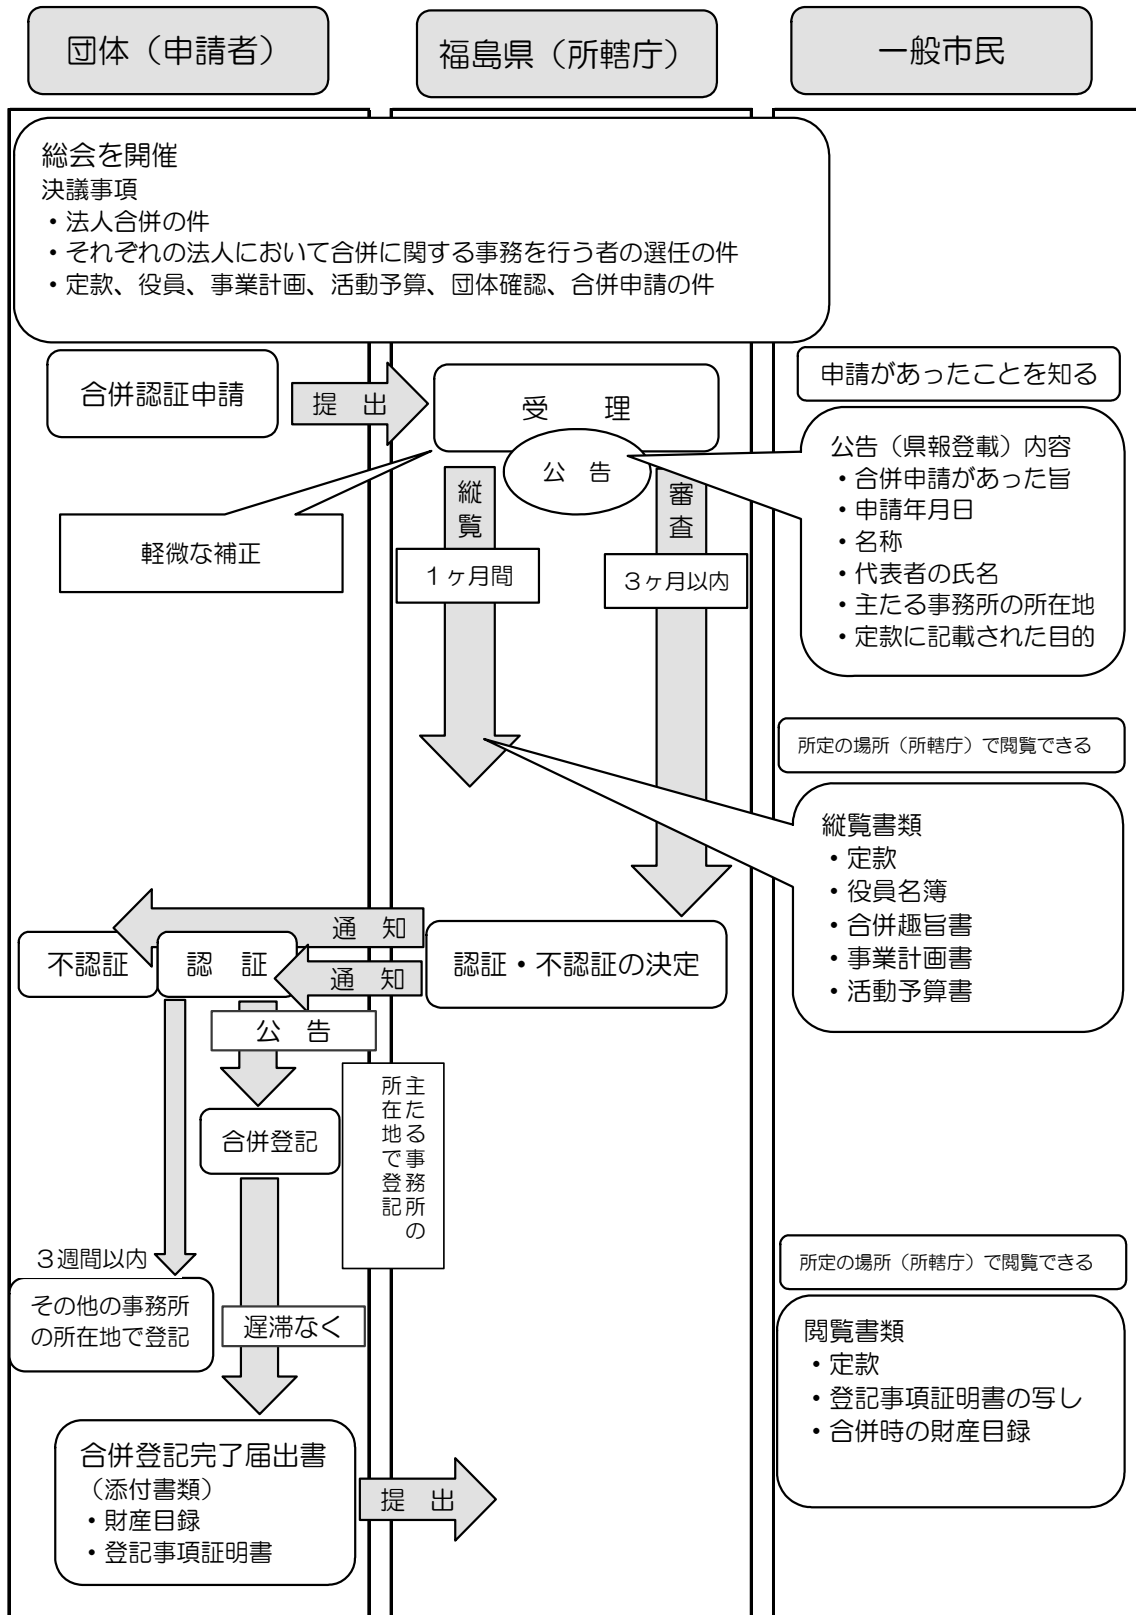 団体（申請者）
福島県（所轄庁）
一般市民
総会を開催
決議事項
・法人合併の件
・それぞれの法人において合併に関する事務を行う者の選任の件
・定款、役員、事業計画、活動予算、団体確認、合併申請の件
合併認証申請
提　出
受　　理
公　告
軽微な補正
縦覧
１ヶ月間
審査
３ヶ月以内
申請があったことを知る
公告（県報登載）内容
・合併申請があった旨
・申請年月日
・名称
・代表者の氏名
・主たる事務所の所在地
・定款に記載された目的
所定の場所（所轄庁）で閲覧できる
縦覧書類
・定款
・役員名簿
・合併趣旨書
・事業計画書
・活動予算書
通　知
不認証
認　証
通　知
認証・不認証の決定
公　告
主たる事務所の
所在地で登記
合併登記
３週間以内
その他の事務所
の所在地で登記
遅滞なく
所定の場所（所轄庁）で閲覧できる
閲覧書類
・定款
・登記事項証明書の写し
・合併時の財産目録
合併登記完了届出書
（添付書類）
・財産目録
・登記事項証明書
提　出